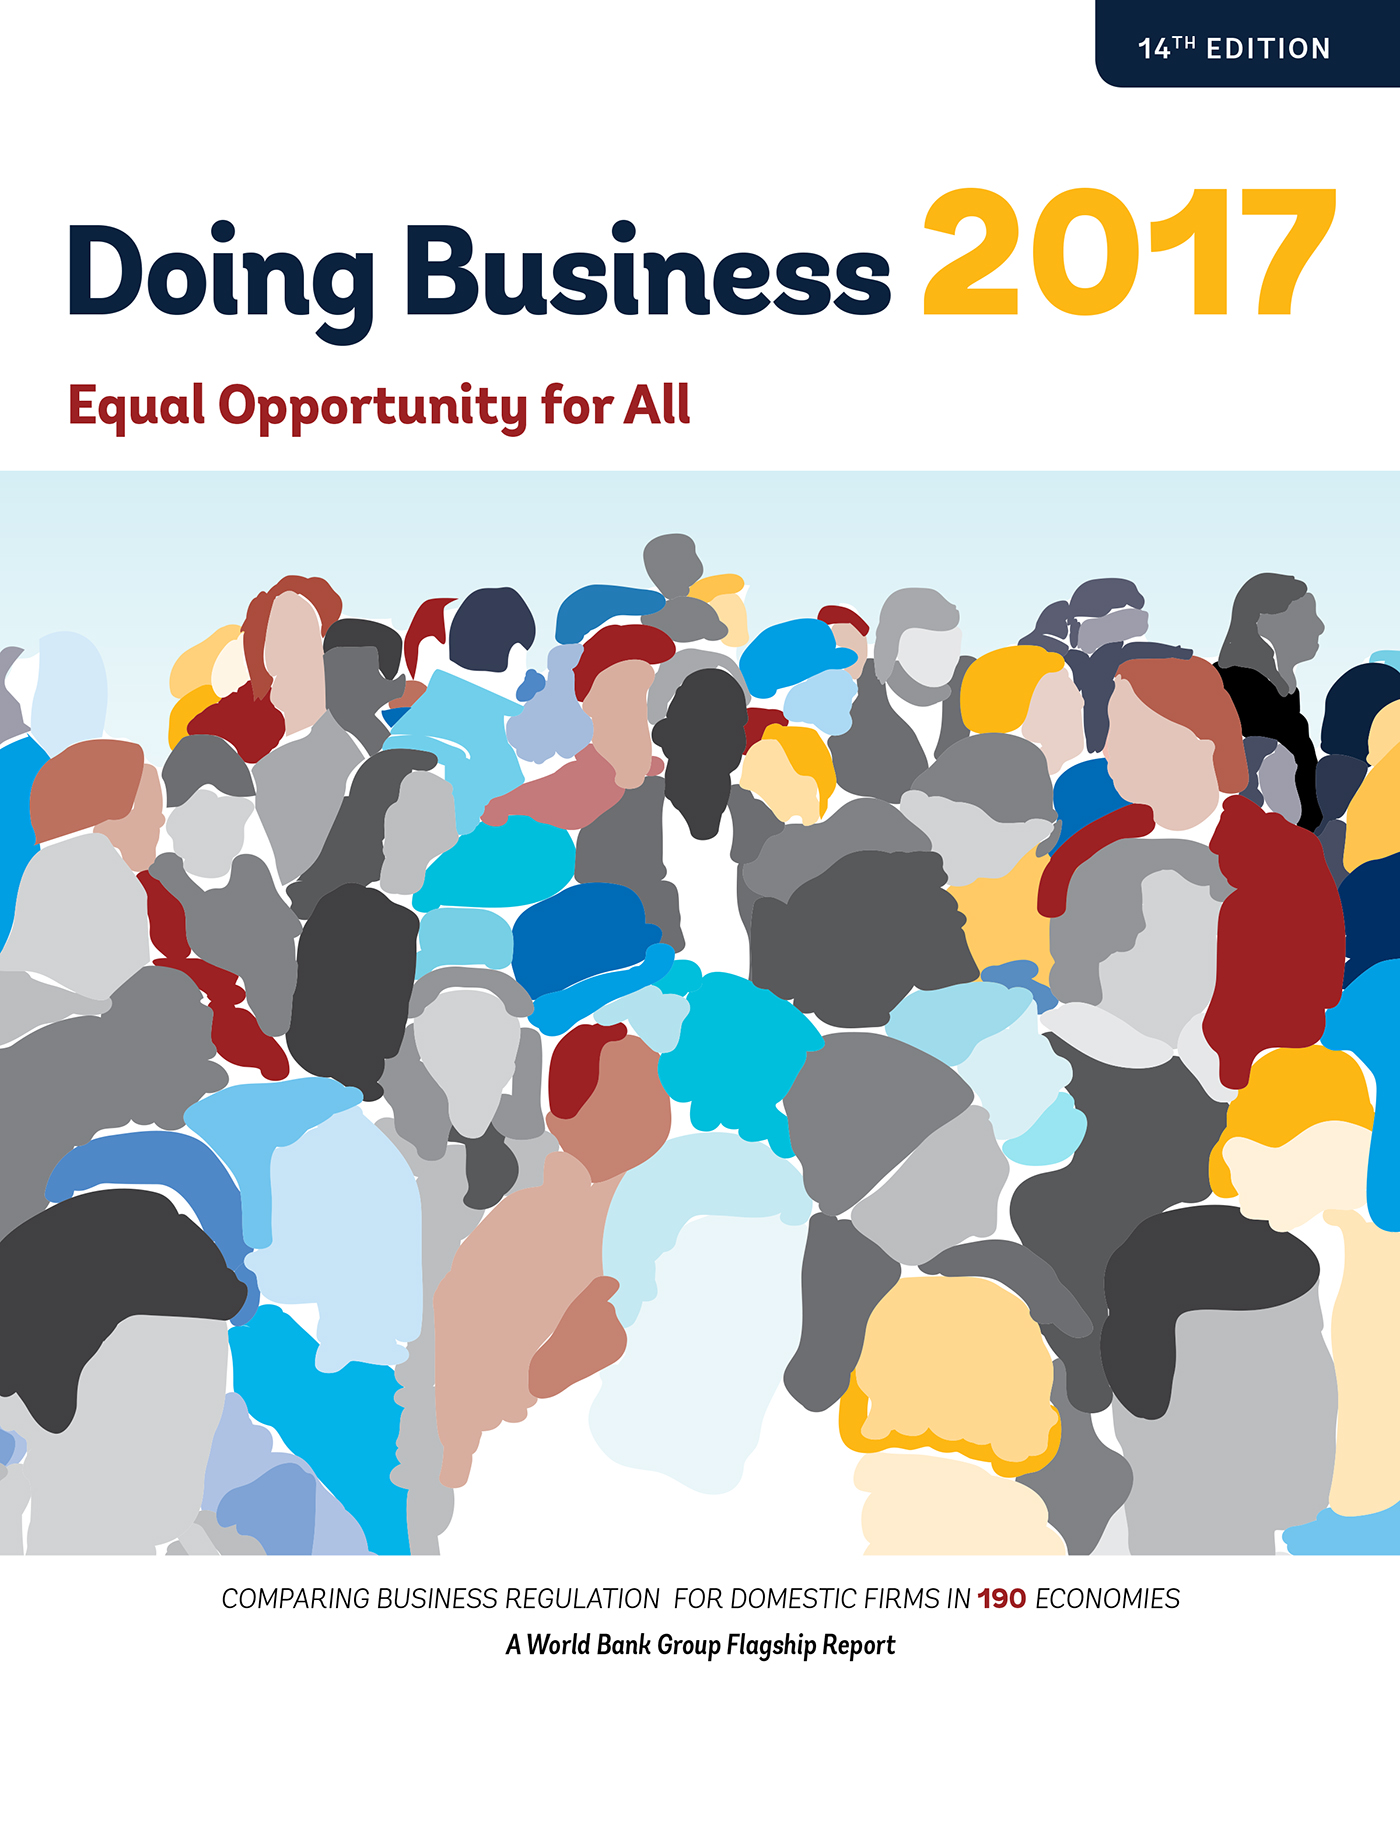 14TH EDITION
Doing Business 2017
Equal Opportunity for All
COMPARING BUSINESS REGULATION FOR DOMESTIC FIRMS IN 190 ECONOMIES
A World Bank Group Flagship Report